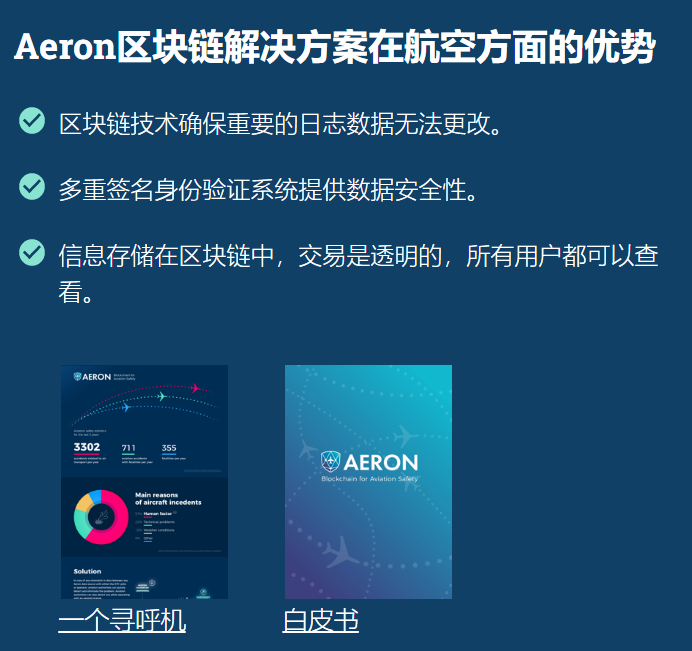 Aeron区块链解决方案在航空方面的优势
区块链技术确保重要的日志数据无法更改。
多重签名身份验证系统提供数据安全性。
信息存储在区块链中，交易是透明的，所有用户都可以查
看。
AERON
Blockchain for
Aviation Safety
3302
711
355
Main reasons
of aircraft incedents
Human factor
Technical problems
Weather conditions
Other
Solution
AERON
Blockchain for Aviation Safety
一个寻呼机
白皮书